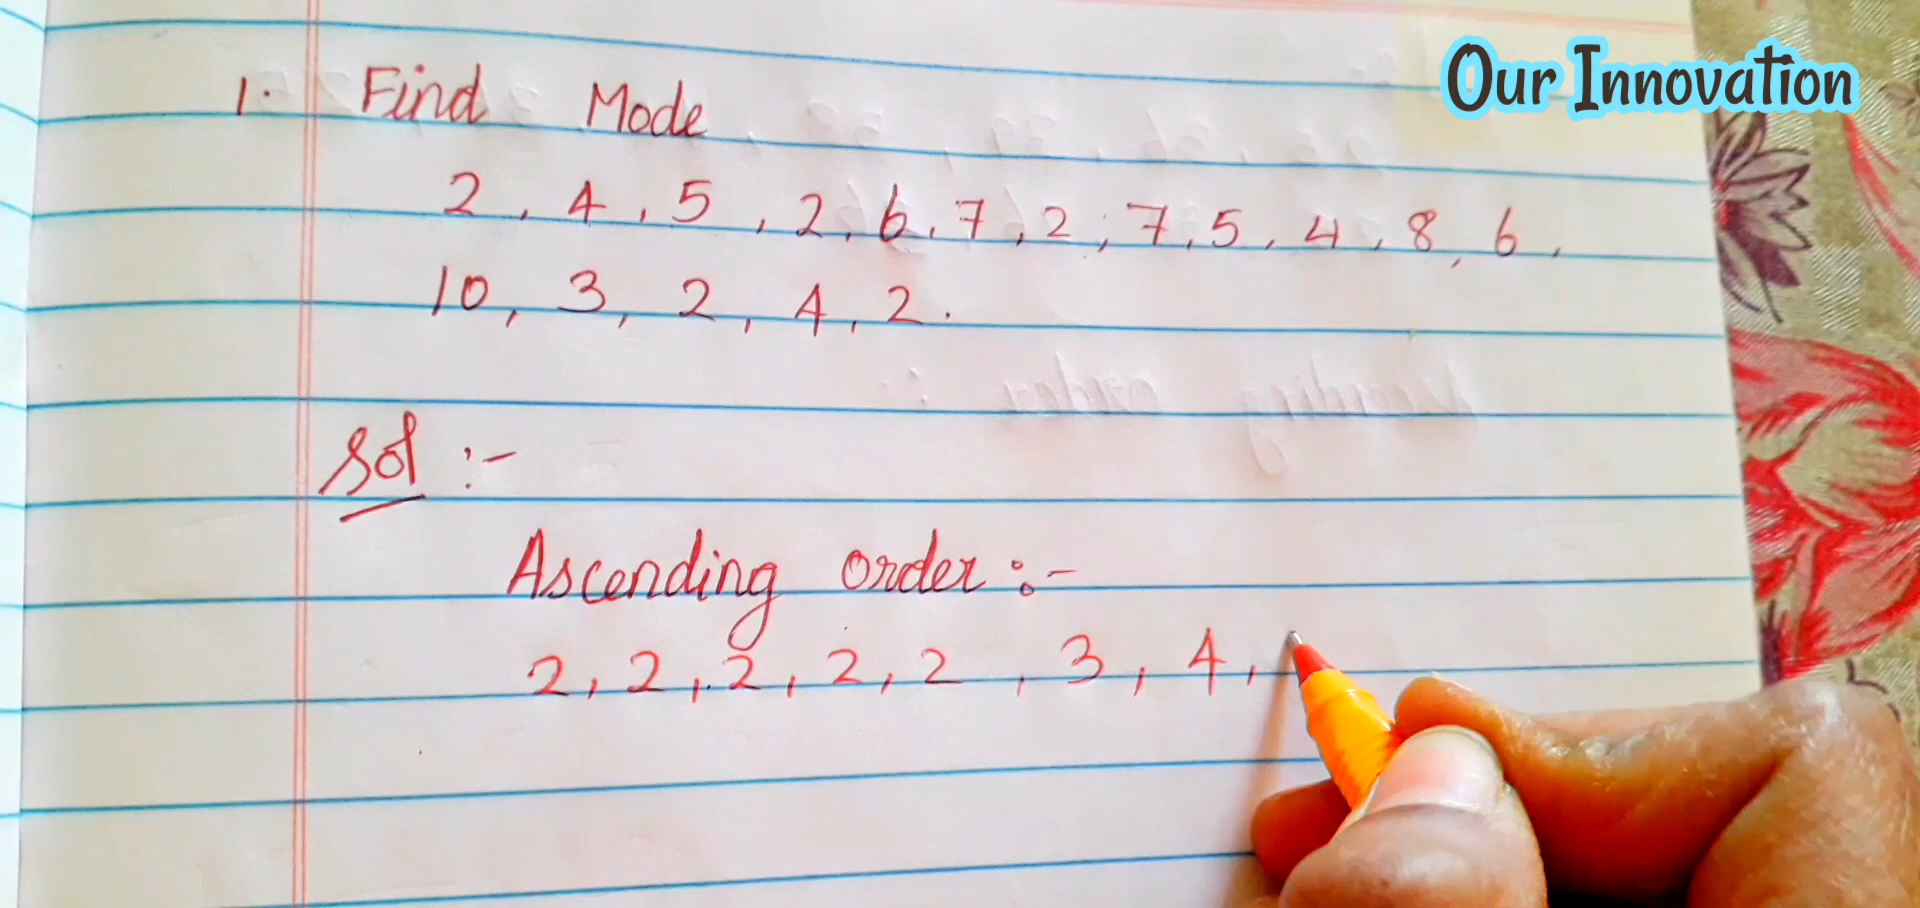 Our Innovation
1. Find Mode
2, 4, 5, 2, 6, 7, 2, 7, 5, 4, 8, 6,
10, 3, 2, 4, 2.
Sol :-
Ascending order :-
2, 2, 2, 2, 2, 3, 4,